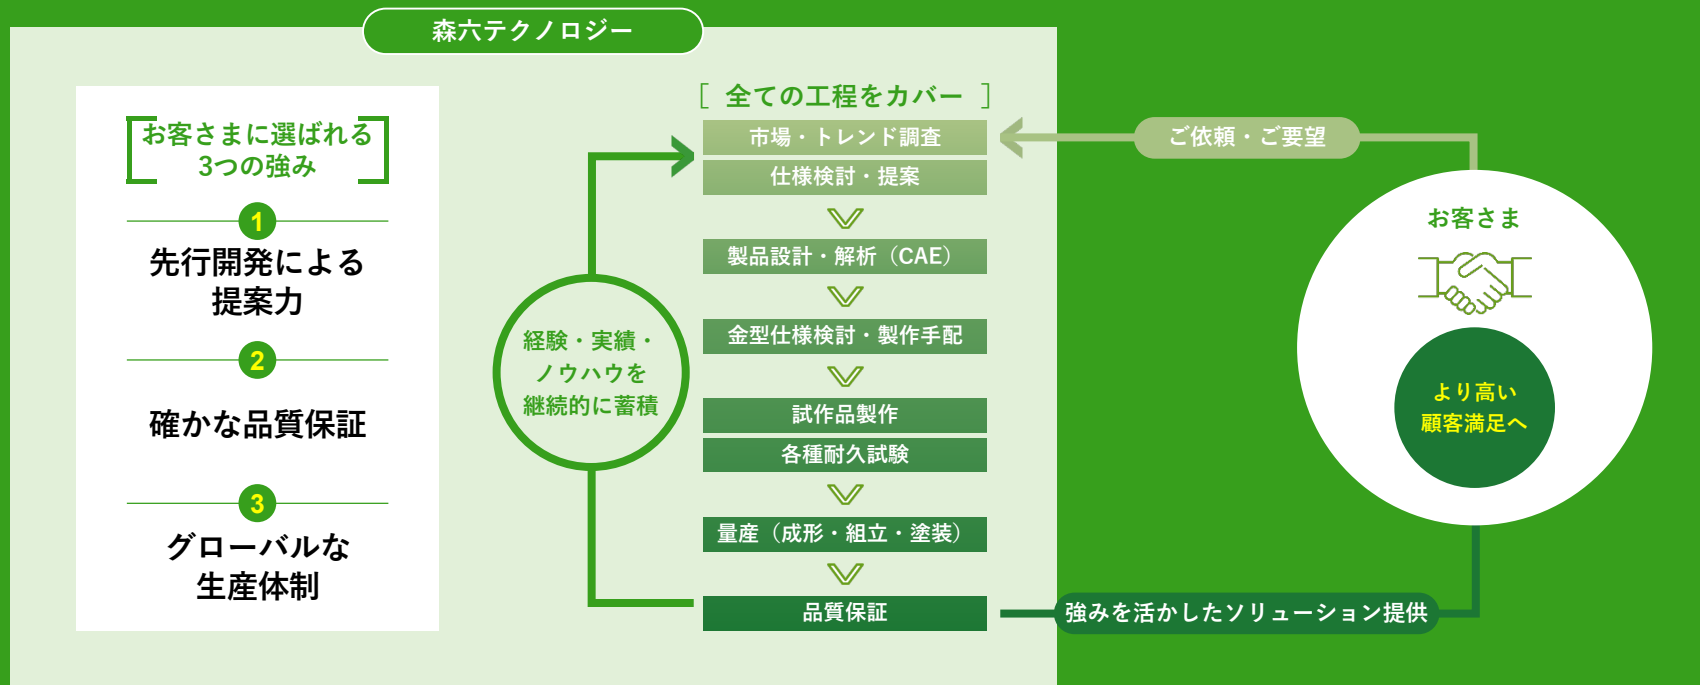 森六テクノロジー
お客さまに選ばれる
3つの強み
1
先行開発による
提案力
2
確かな品質保証
3
グローバルな
生産体制
経験・実績・
ノウハウを
継続的に蓄積
[ 全ての工程をカバー ]
市場・トレンド調査
仕様検討・提案
製品設計・解析（CAE）
金型仕様検討・製作手配
試作品製作
各種耐久試験
量産（成形・組立・塗装）
品質保証
ご依頼・ご要望
お客さま
より高い
顧客満足へ
強みを活かしたソリューション提供